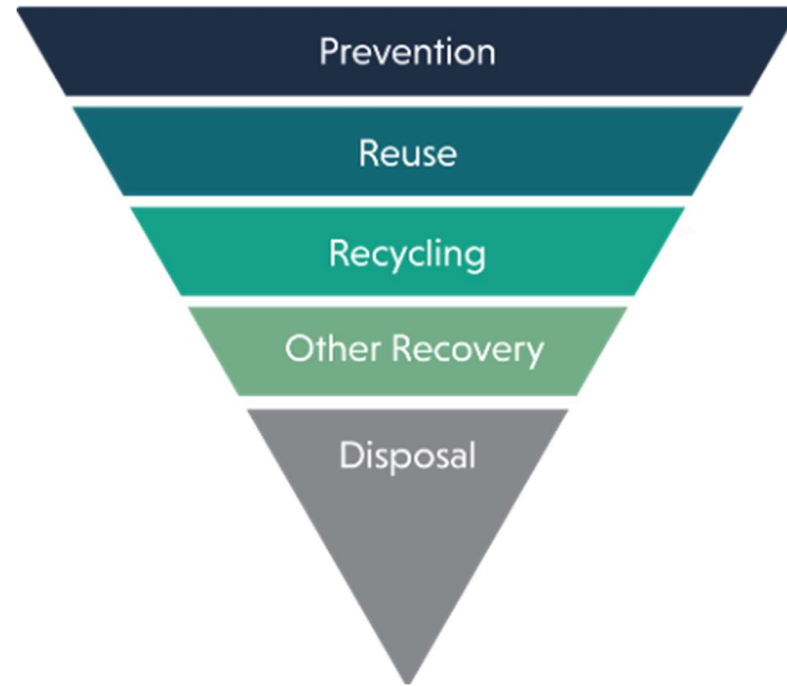 Prevention
Reuse
Recycling
Other Recovery
Disposal